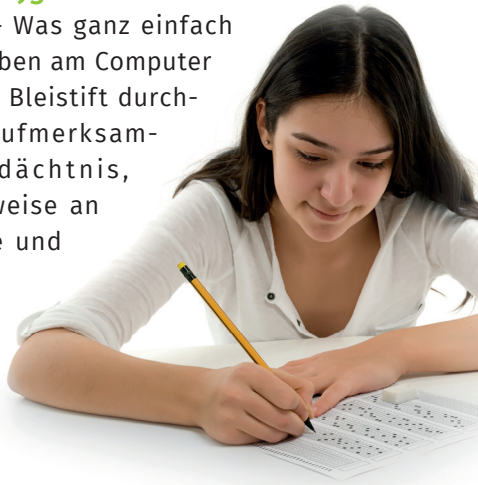 - Was ganz einfach
ben am Computer
Bleistift durch-
ufmerksam-
dächtnis,
weise an
e und